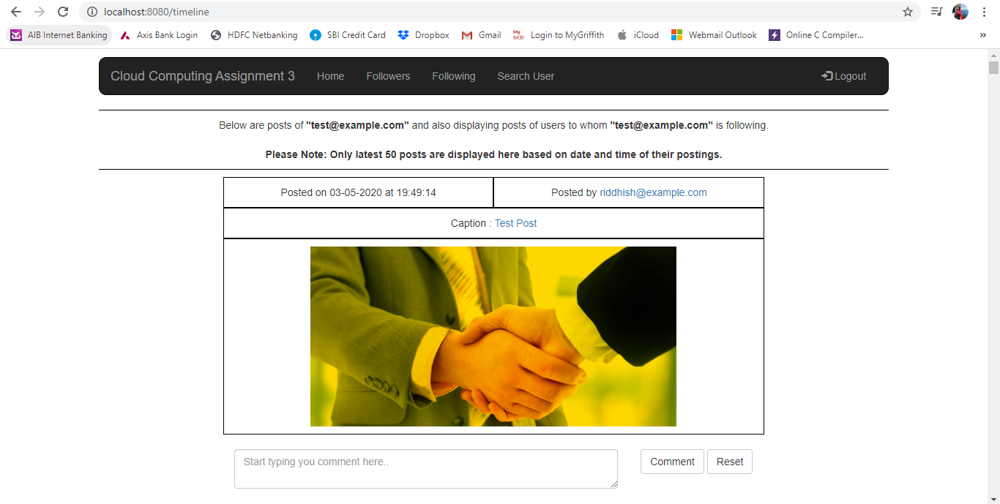 localhost:8080/timeline
AIB Internet Banking Axis Bank Login HDFC Netbanking SBI Credit Card Dropbox Gmail My GCD Login to MyGriffith iCloud Webmail Outlook Online C Compiler... »
Cloud Computing Assignment 3 Home Followers Following Search User Logout
Below are posts of "test@example.com" and also displaying posts of users to whom "test@example.com" is following.
Please Note: Only latest 50 posts are displayed here based on date and time of their postings.
Posted on 03-05-2020 at 19:49:14 Posted by riddhish@example.com
Caption : Test Post
Start typing you comment here.. Comment Reset